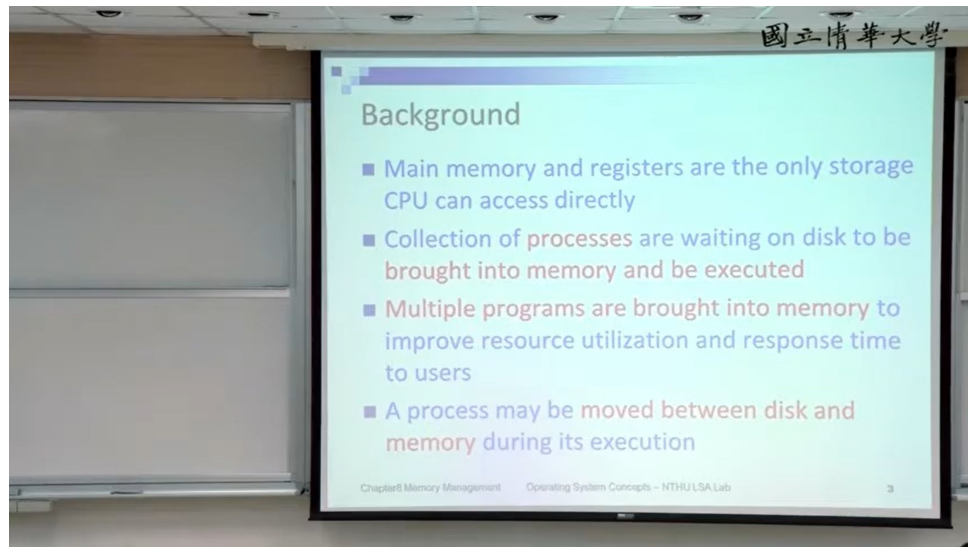 國立清華大學
Background
Main memory and registers are the only storage
CPU can access directly
Collection of processes are waiting on disk to be
brought into memory and be executed
Multiple programs are brought into memory to
improve resource utilization and response time
to users
A process may be moved between disk and
memory during its execution
Chapter8 Memory Management Operating System Concepts – NTHU LSA Lab 3